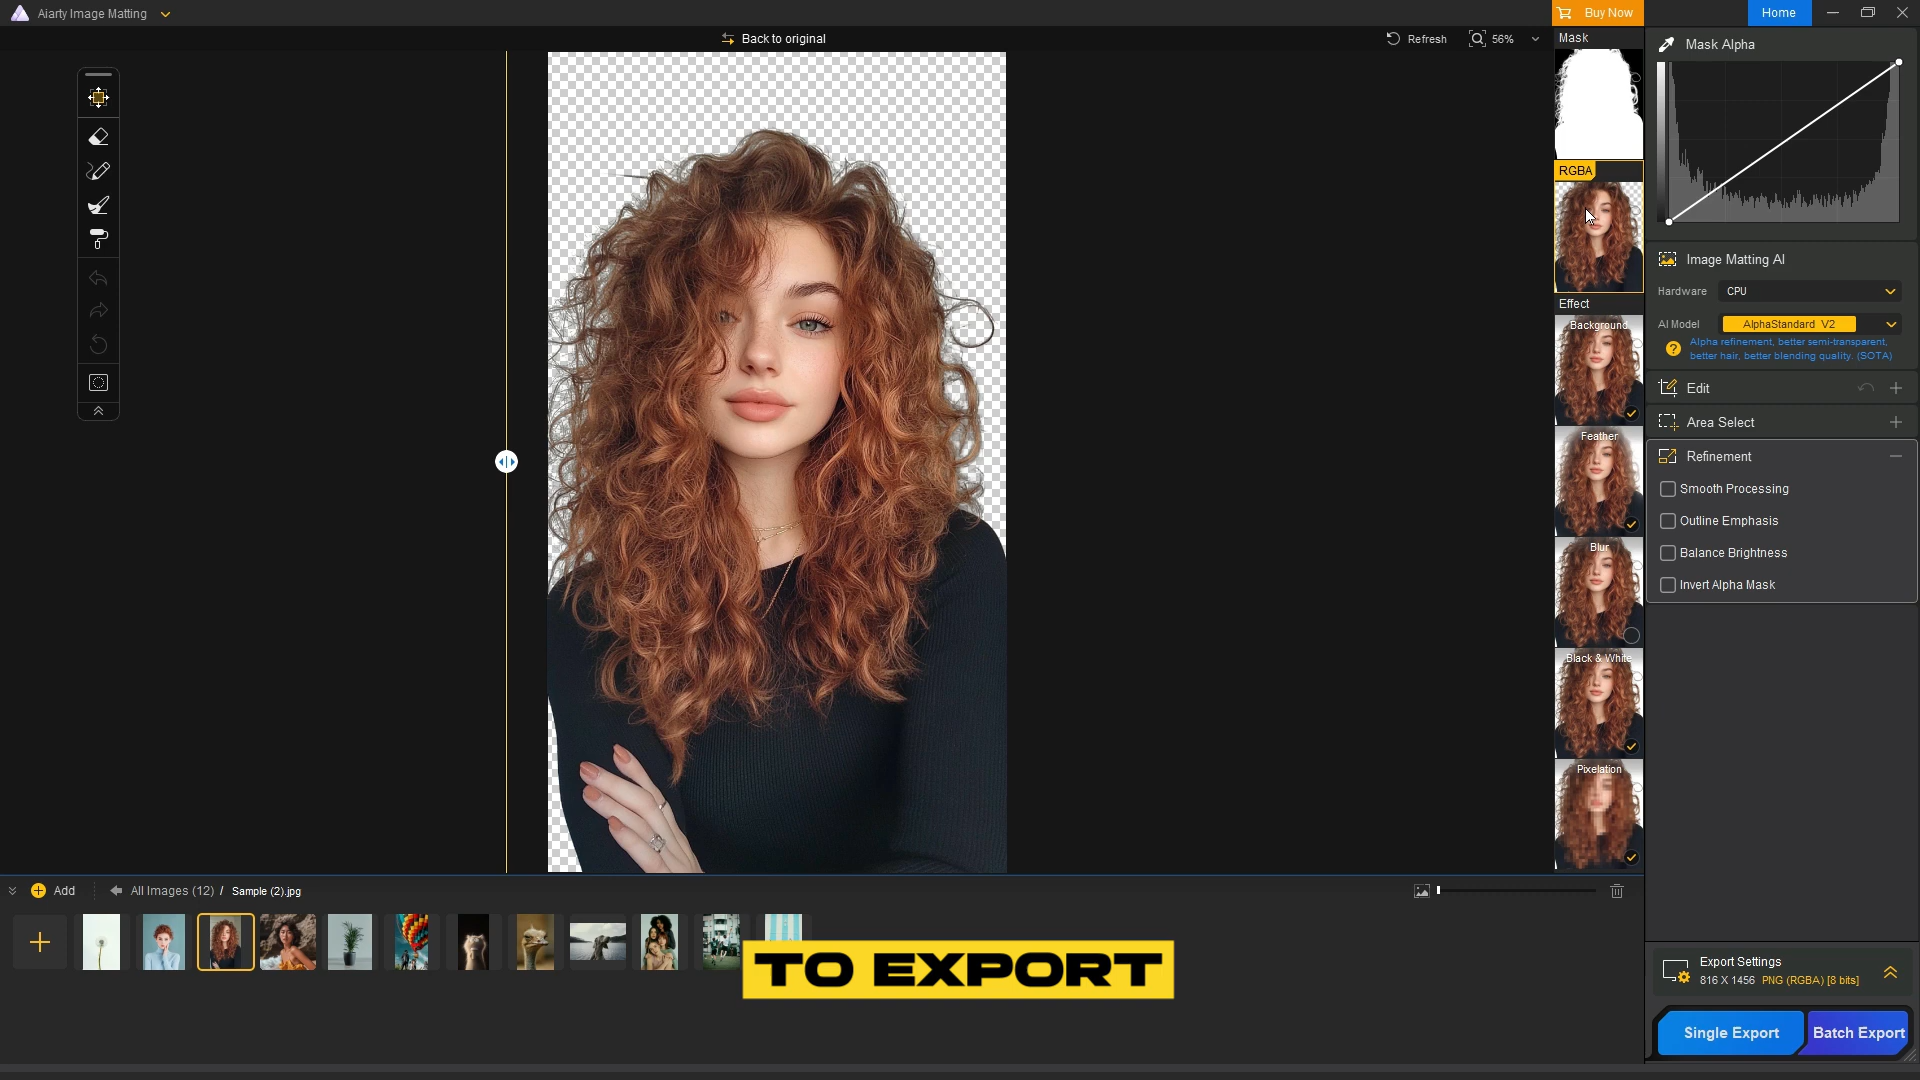 Aiarty Image Matting
Buy Now
Home
Back to original
Refresh
56%
Mask
RGBA
Effect
Background
Feather
Blur
Black & White
Pixelation
Mask Alpha
Image Matting AI
Hardware CPU
AI Model AlphaStandard V2
Alpha refinement, better semi-transparent,
better hair, better blending quality. (SOTA)
Edit
Area Select
Refinement
Smooth Processing
Outline Emphasis
Balance Brightness
Invert Alpha Mask
Add
All Images (12) / Sample (2).jpg
TO EXPORT
Export Settings
816 X 1456 PNG (RGBA) [8 bits]
Single Export
Batch Export